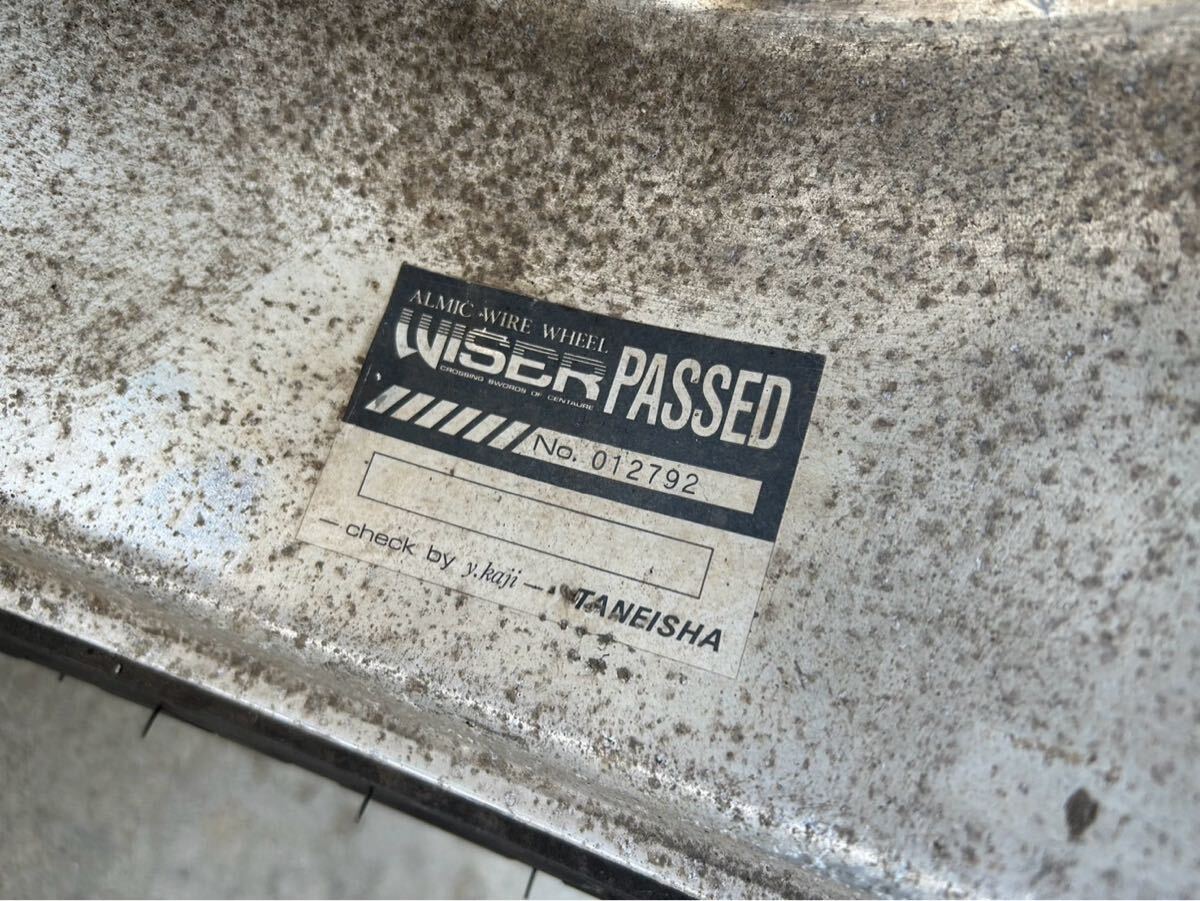 ALMIC WIRE WHEEL
WISER PASSED
CROSSING SWORDS OF CENTAURE
No. 012792
— check by y.kaji —
TANEISHA